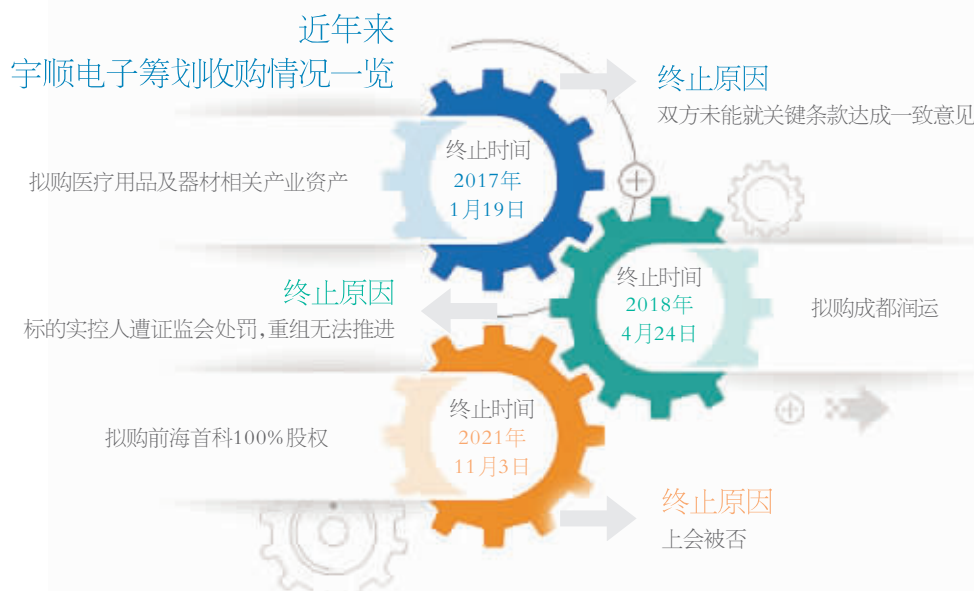 近年来
宇顺电子筹划收购情况一览
终止原因
双方未能就关键条款达成一致意见
终止时间
2017年
1月19日
拟购医疗用品及器材相关产业资产
终止时间
2018年
4月24日
拟购成都润运
终止原因
标的实控人遭证监会处罚,重组无法推进
终止时间
2021年
11月3日
拟购前海首科100%股权
终止原因
上会被否